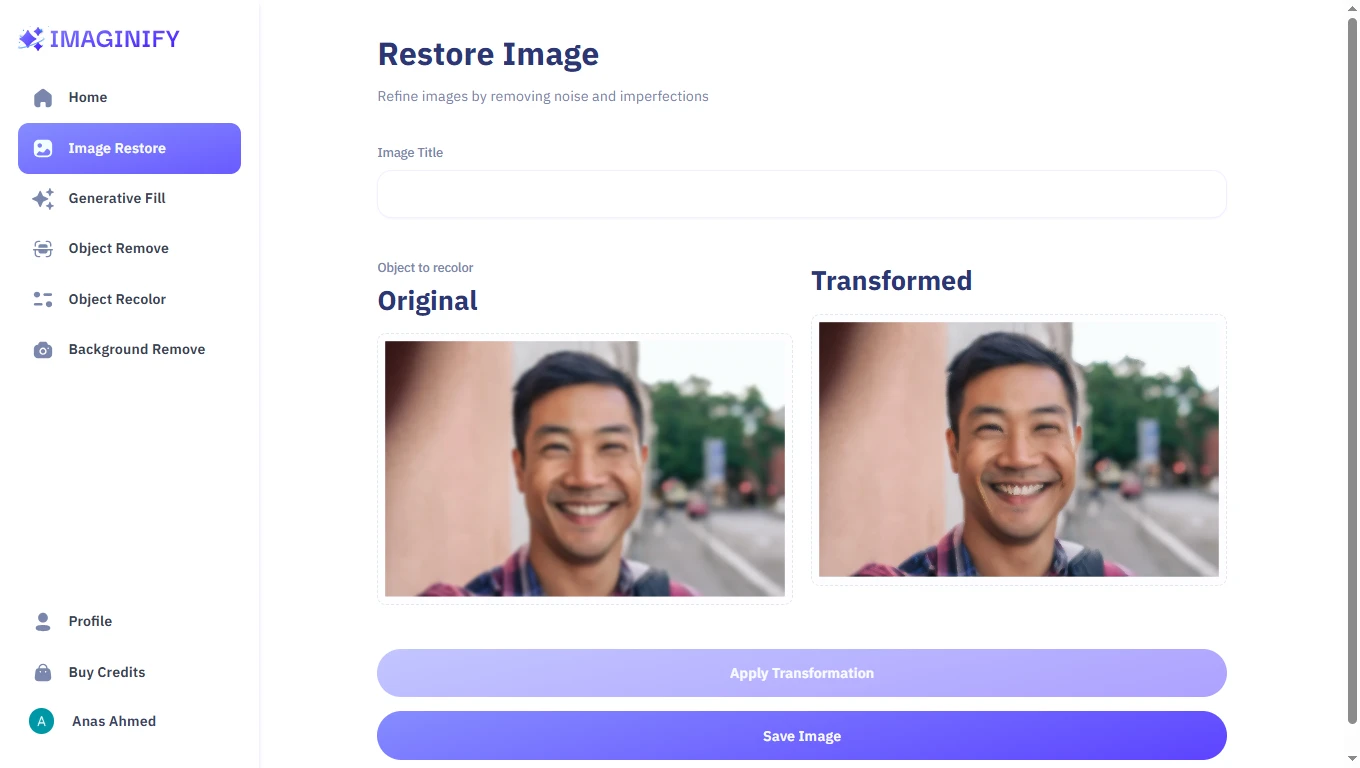 IMAGINIFY
Home
Image Restore
Generative Fill
Object Remove
Object Recolor
Background Remove
Profile
Buy Credits
A
Anas Ahmed
Restore Image
Refine images by removing noise and imperfections
Image Title
Object to recolor
Original
Transformed
Apply Transformation
Save Image